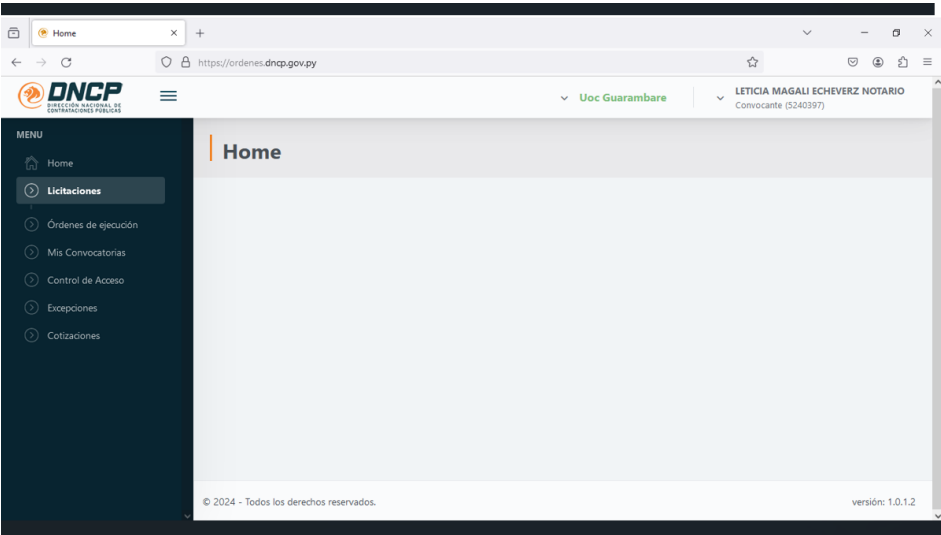 Home
https://ordenes.dncp.gov.py
DNCP
DIRECCIÓN NACIONAL DE
CONTRATACIONES PÚBLICAS
Uoc Guarambare
LETICIA MAGALI ECHEVERZ NOTARIO
Convocante (5240397)
MENU
Home
Licitaciones
Órdenes de ejecución
Mis Convocatorias
Control de Acceso
Excepciones
Cotizaciones
Home
© 2024 - Todos los derechos reservados.
versión: 1.0.1.2